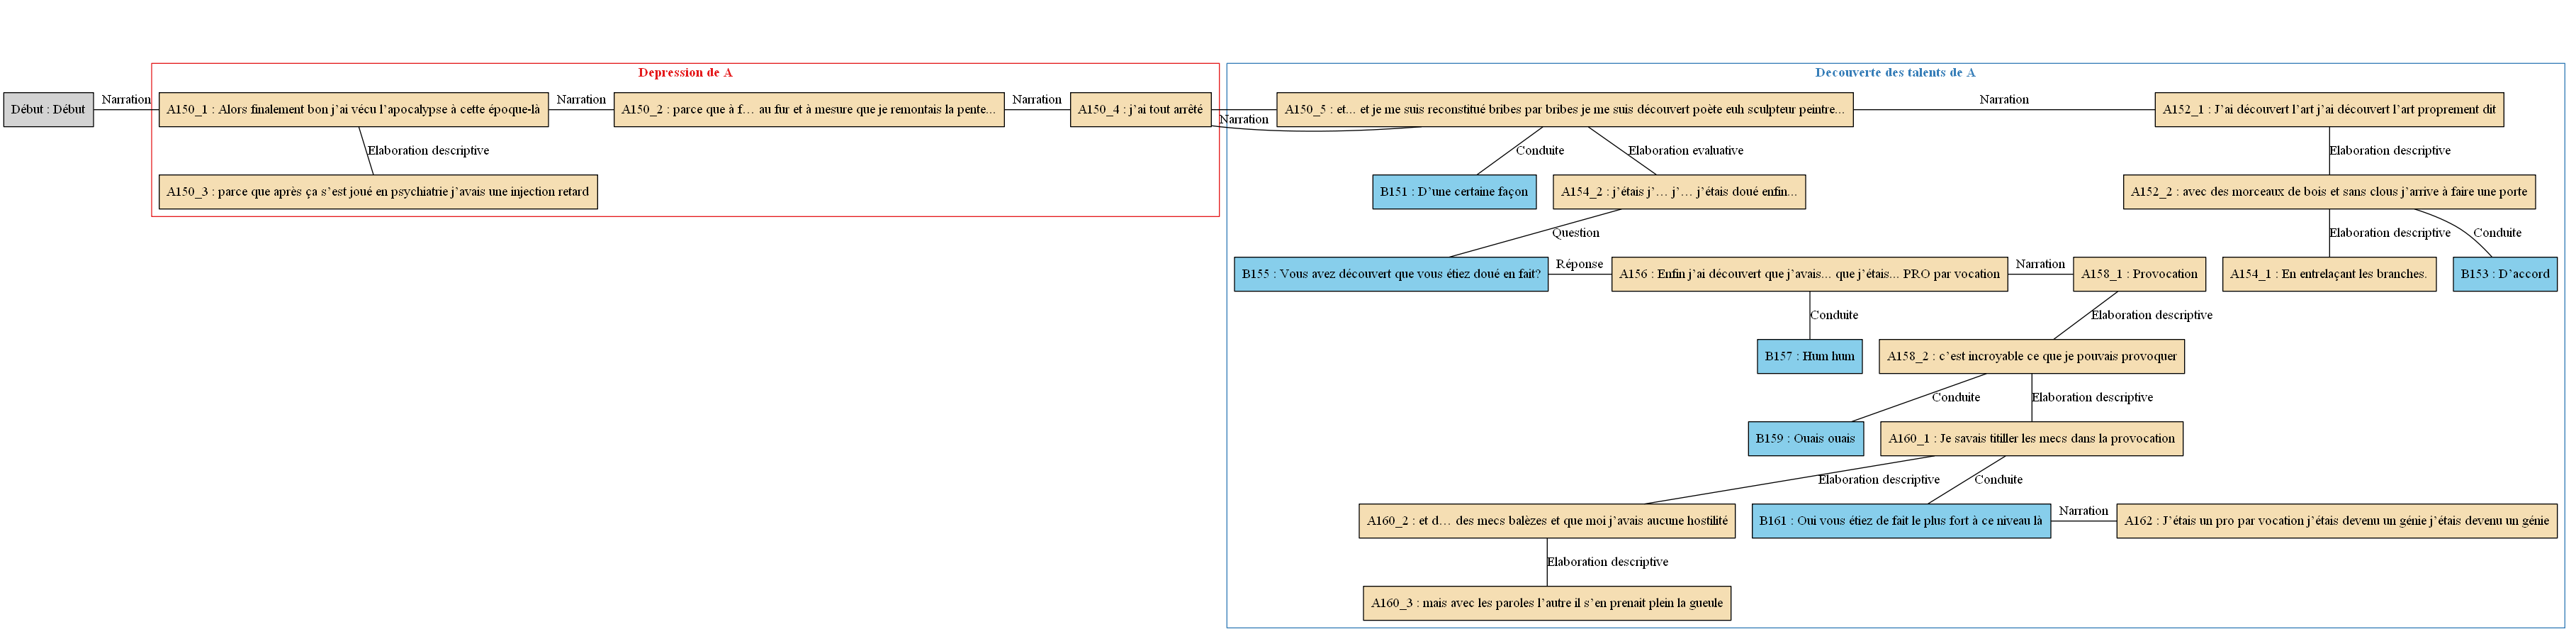 Depression de A
Decouverte des talents de A
Début : Début
Narration
A150_1 : Alors finalement bon j’ai vécu l’apocalypse à cette époque-là
Narration
A150_2 : parce que à f… au fur et à mesure que je remontais la pente...
Narration
A150_4 : j’ai tout arrêté
Narration
A150_5 : et... et je me suis reconstitué bribes par bribes je me suis découvert poète euh sculpteur peintre...
Narration
A152_1 : J’ai découvert l’art j’ai découvert l’art proprement dit
Elaboration descriptive
Conduite
Elaboration evaluative
Elaboration descriptive
A150_3 : parce que après ça s’est joué en psychiatrie j’avais une injection retard
B151 : D’une certaine façon
A154_2 : j’étais j’… j’… j’étais doué enfin...
A152_2 : avec des morceaux de bois et sans clous j’arrive à faire une porte
Question
Elaboration descriptive
Conduite
B155 : Vous avez découvert que vous étiez doué en fait?
Réponse
A156 : Enfin j’ai découvert que j’avais... que j’étais... PRO par vocation
Narration
A158_1 : Provocation
A154_1 : En entrelaçant les branches.
B153 : D’accord
Conduite
Elaboration descriptive
B157 : Hum hum
A158_2 : c’est incroyable ce que je pouvais provoquer
Conduite
Elaboration descriptive
B159 : Ouais ouais
A160_1 : Je savais titiller les mecs dans la provocation
Elaboration descriptive
Conduite
A160_2 : et d… des mecs balèzes et que moi j’avais aucune hostilité
B161 : Oui vous étiez de fait le plus fort à ce niveau là
Narration
A162 : J’étais un pro par vocation j’étais devenu un génie j’étais devenu un génie
Elaboration descriptive
A160_3 : mais avec les paroles l’autre il s’en prenait plein la gueule